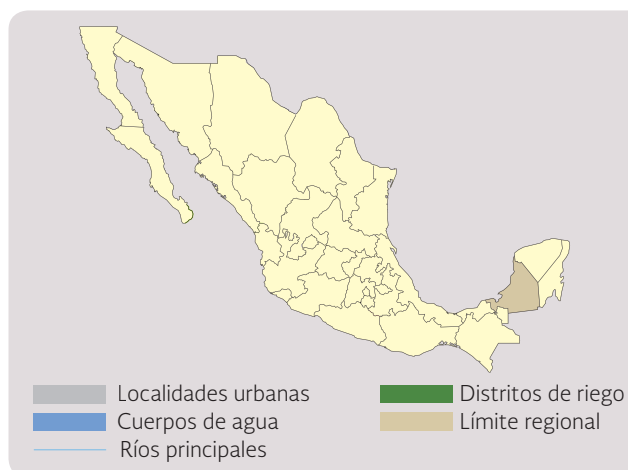 Localidades urbanas
Cuerpos de agua
Ríos principales
Distritos de riego
Límite regional